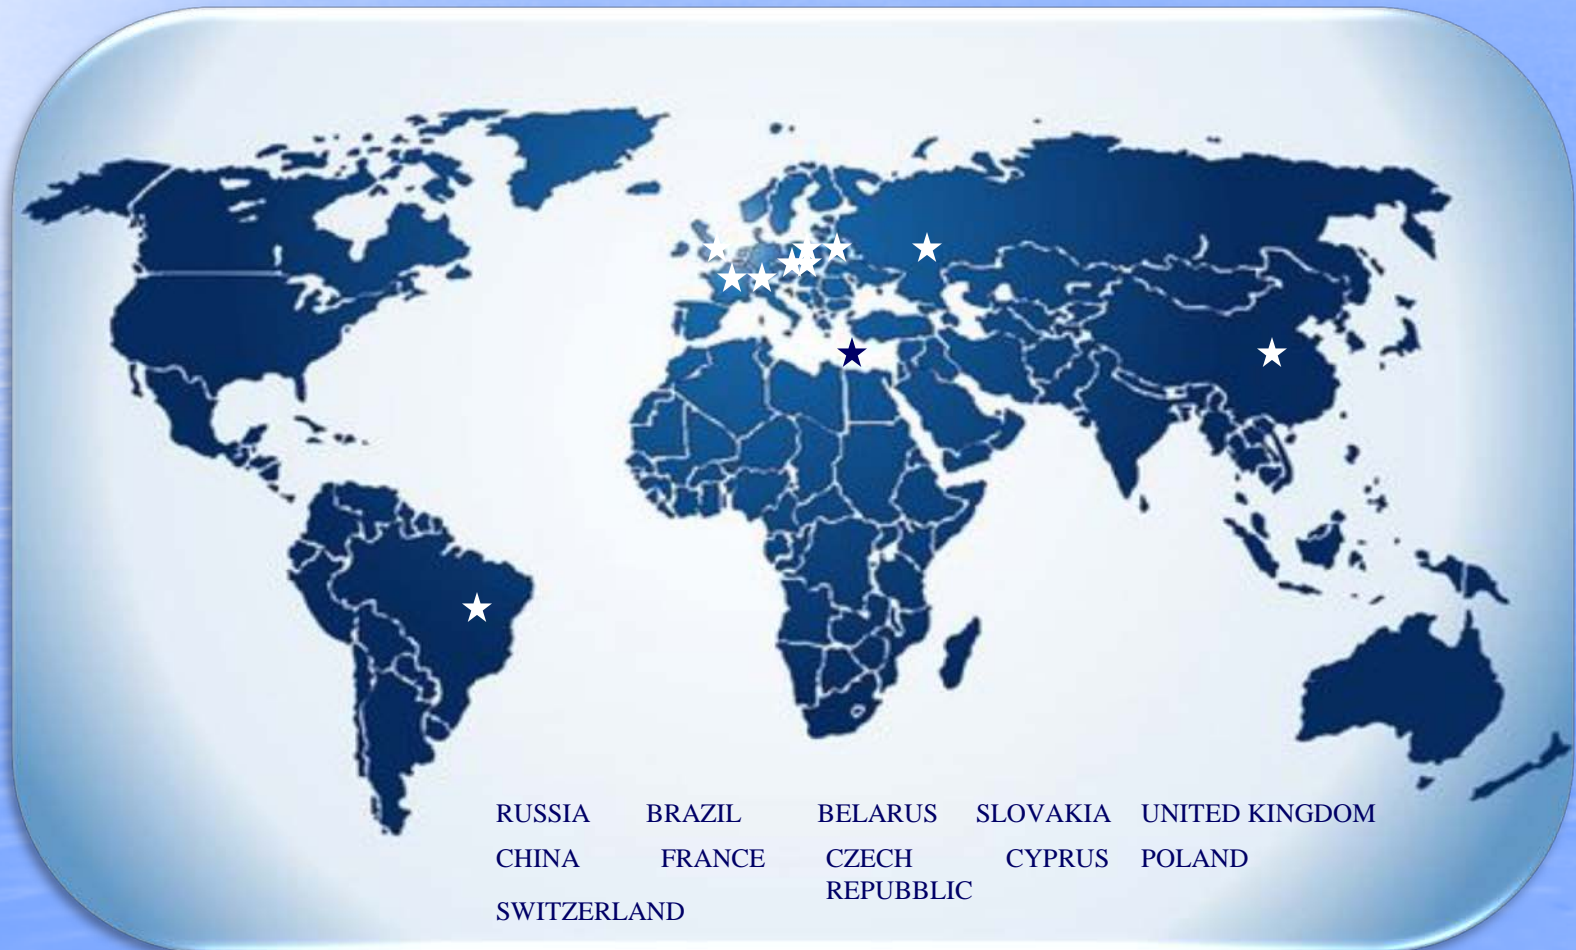 RUSSIA BRAZIL BELARUS SLOVAKIA UNITED KINGDOM
CHINA FRANCE CZECH CYPRUS POLAND
REPUBBLIC
SWITZERLAND